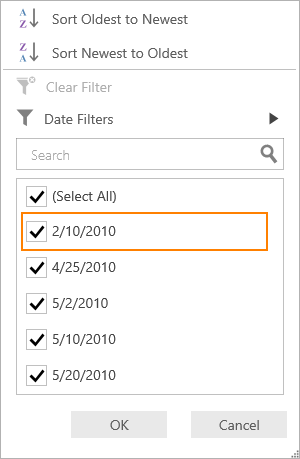 Sort Oldest to Newest
Sort Newest to Oldest
Clear Filter
Date Filters
Search
(Select All)
2/10/2010
4/25/2010
5/2/2010
5/10/2010
5/20/2010
OK Cancel